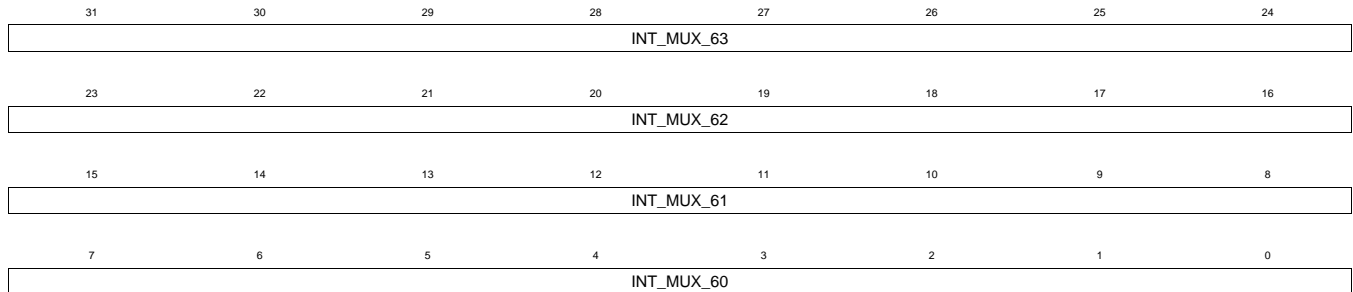 31 30 29 28 27 26 25 24
INT_MUX_63
23 22 21 20 19 18 17 16
INT_MUX_62
15 14 13 12 11 10 9 8
INT_MUX_61
7 6 5 4 3 2 1 0
INT_MUX_60